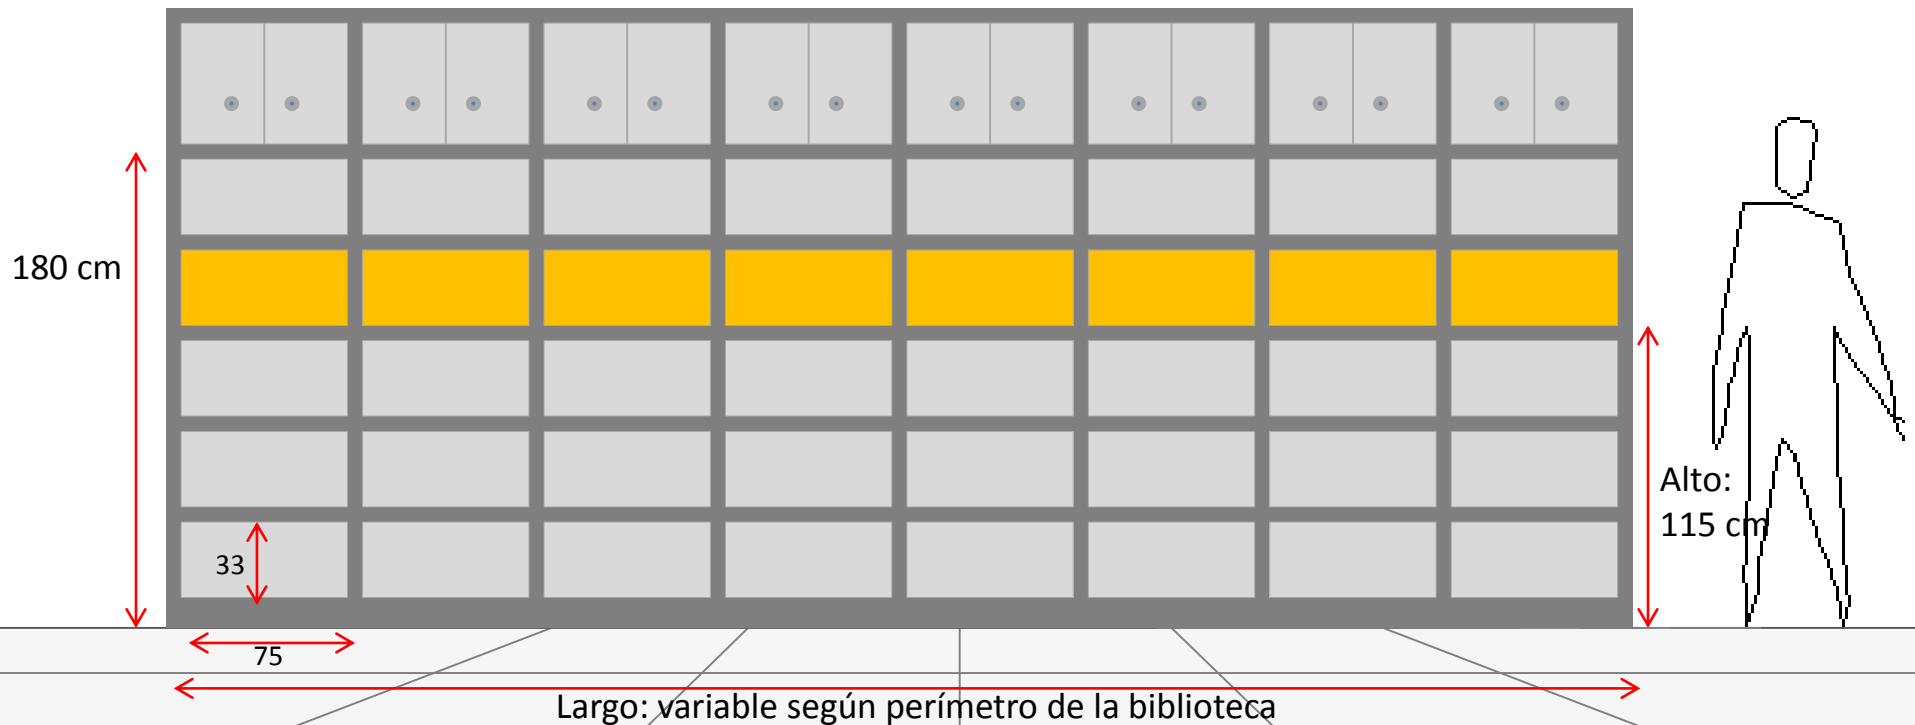 180 cm
Alto:
115 cm
33
75
Largo: variable según perímetro de la biblioteca